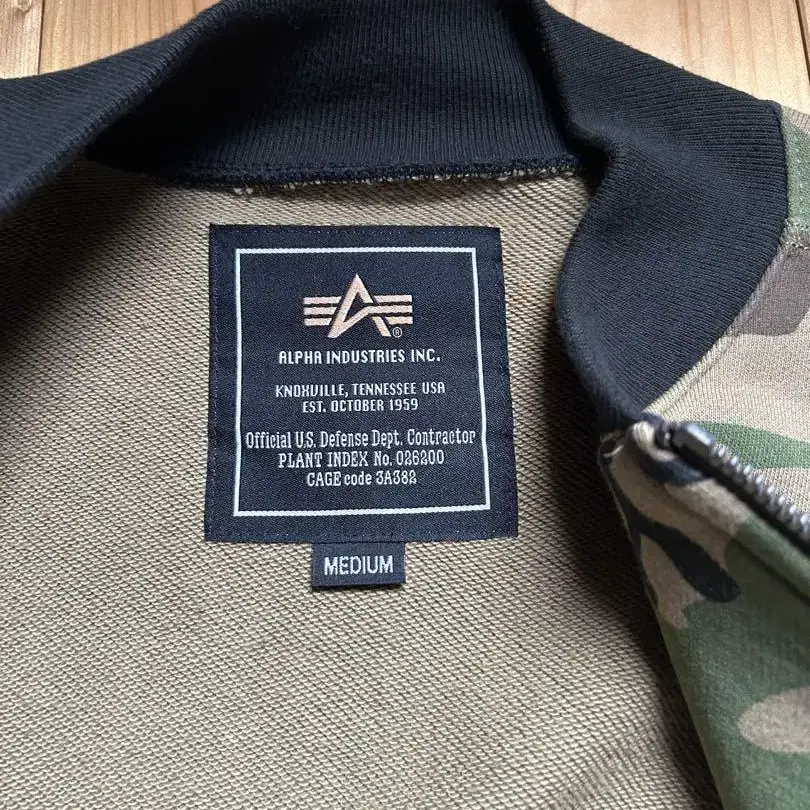 ®
ALPHA INDUSTRIES INC.
KNOXVILLE, TENNESSEE USA
EST. OCTOBER 1959
Official U.S. Defense Dept. Contractor
PLANT INDEX No. 026200
CAGE code 3A382
MEDIUM